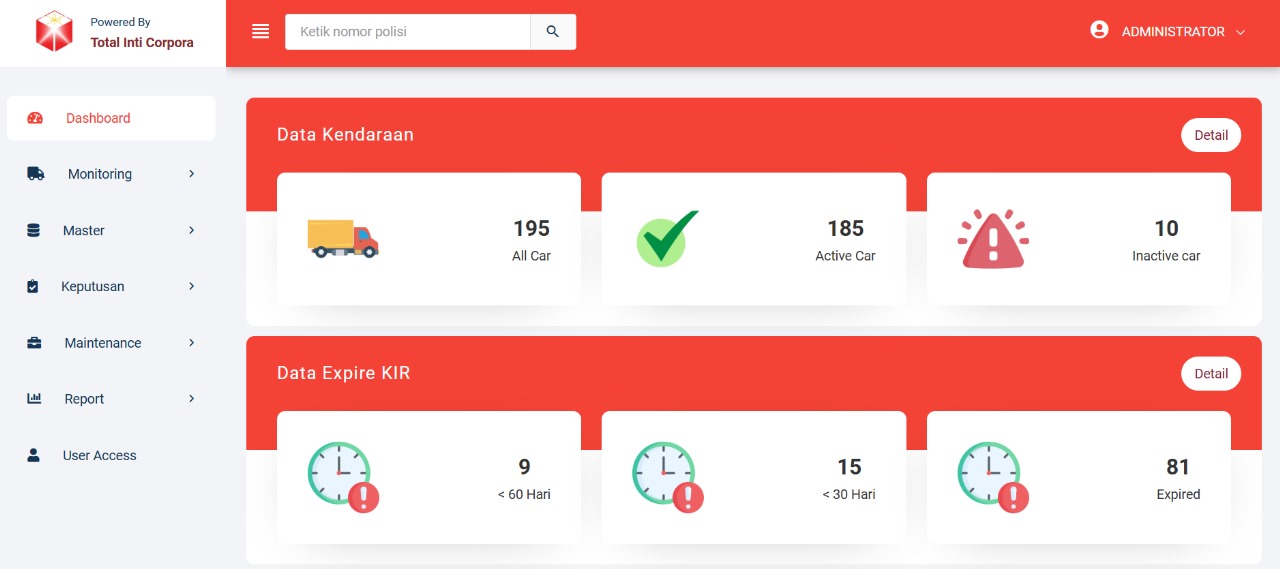 Powered By
Total Inti Corpora
Ketik nomor polisi
ADMINISTRATOR
Dashboard
Monitoring
Master
Keputusan
Maintenance
Report
User Access
Data Kendaraan
Detail
195
All Car
185
Active Car
10
Inactive car
Data Expire KIR
Detail
9
< 60 Hari
15
< 30 Hari
81
Expired